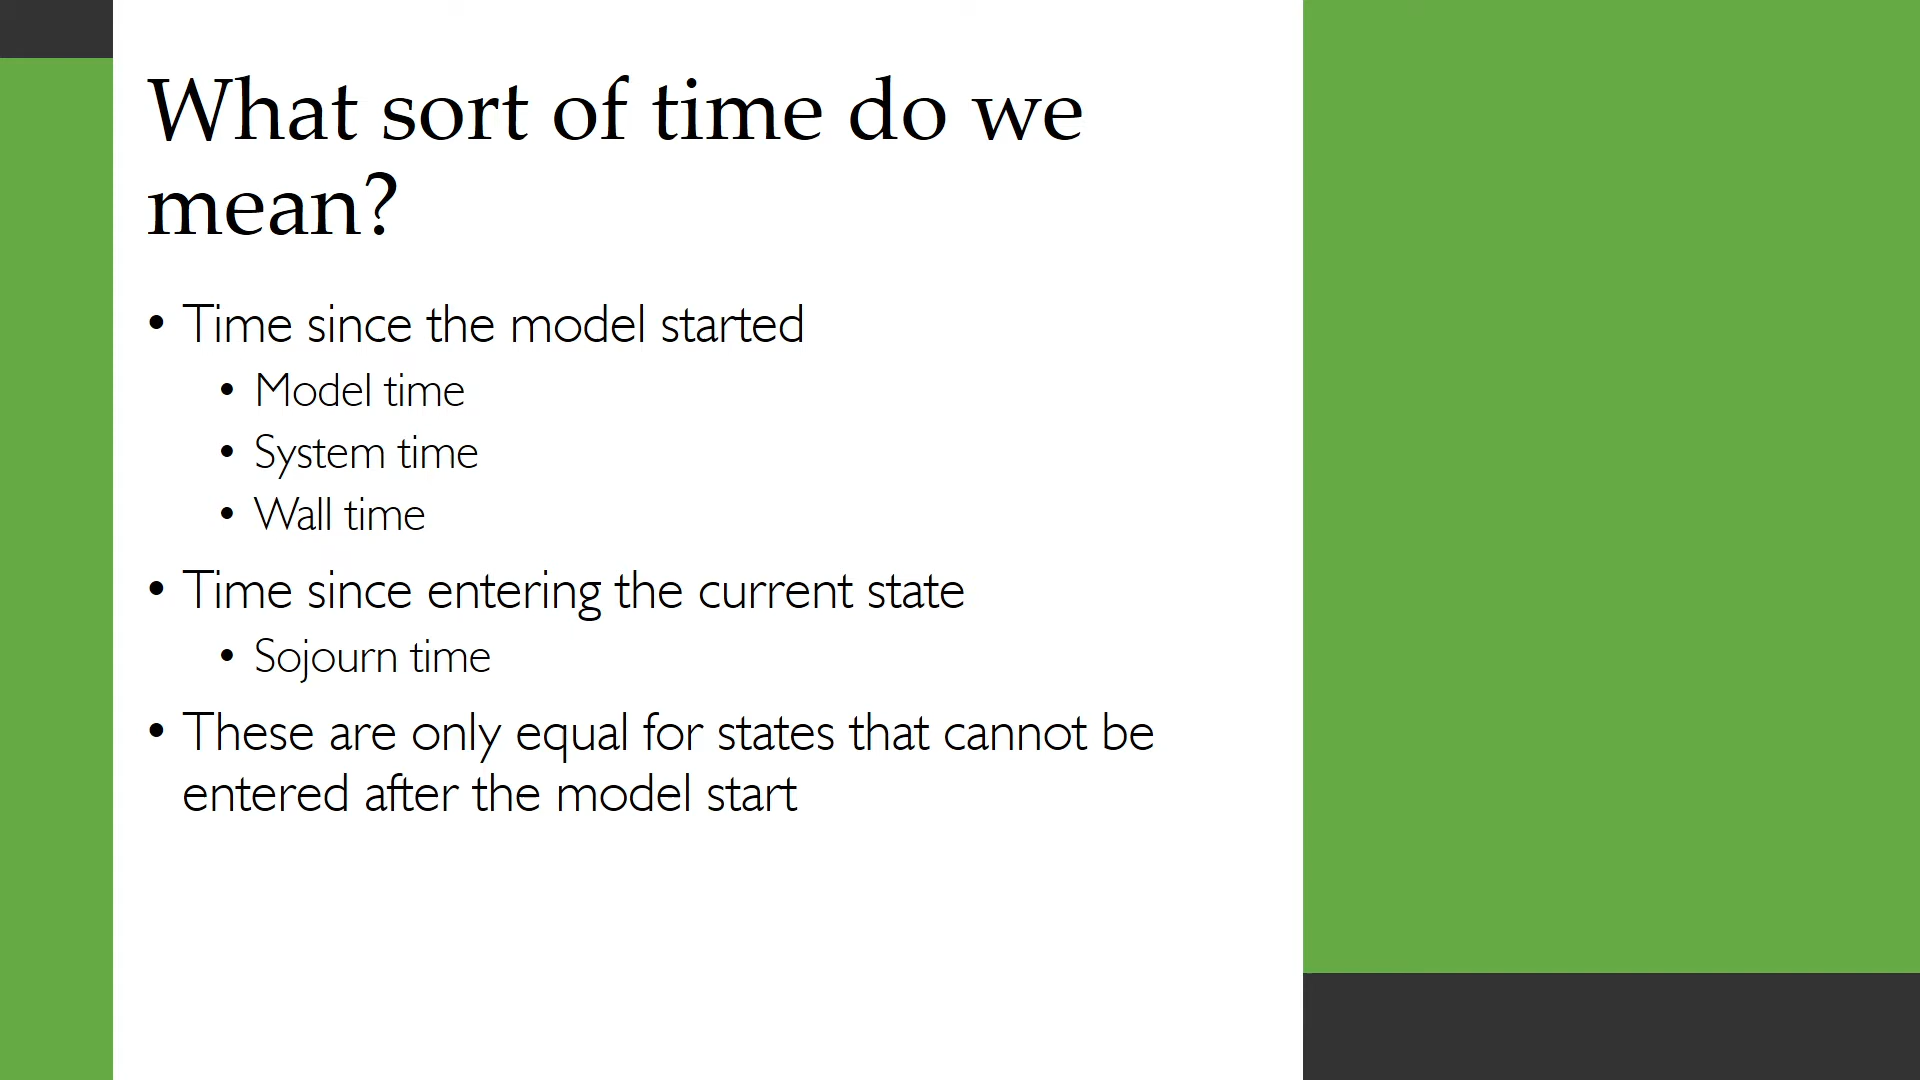 What sort of time do we
mean?
• Time since the model started
• Model time
• System time
• Wall time
• Time since entering the current state
• Sojourn time
• These are only equal for states that cannot be
entered after the model start